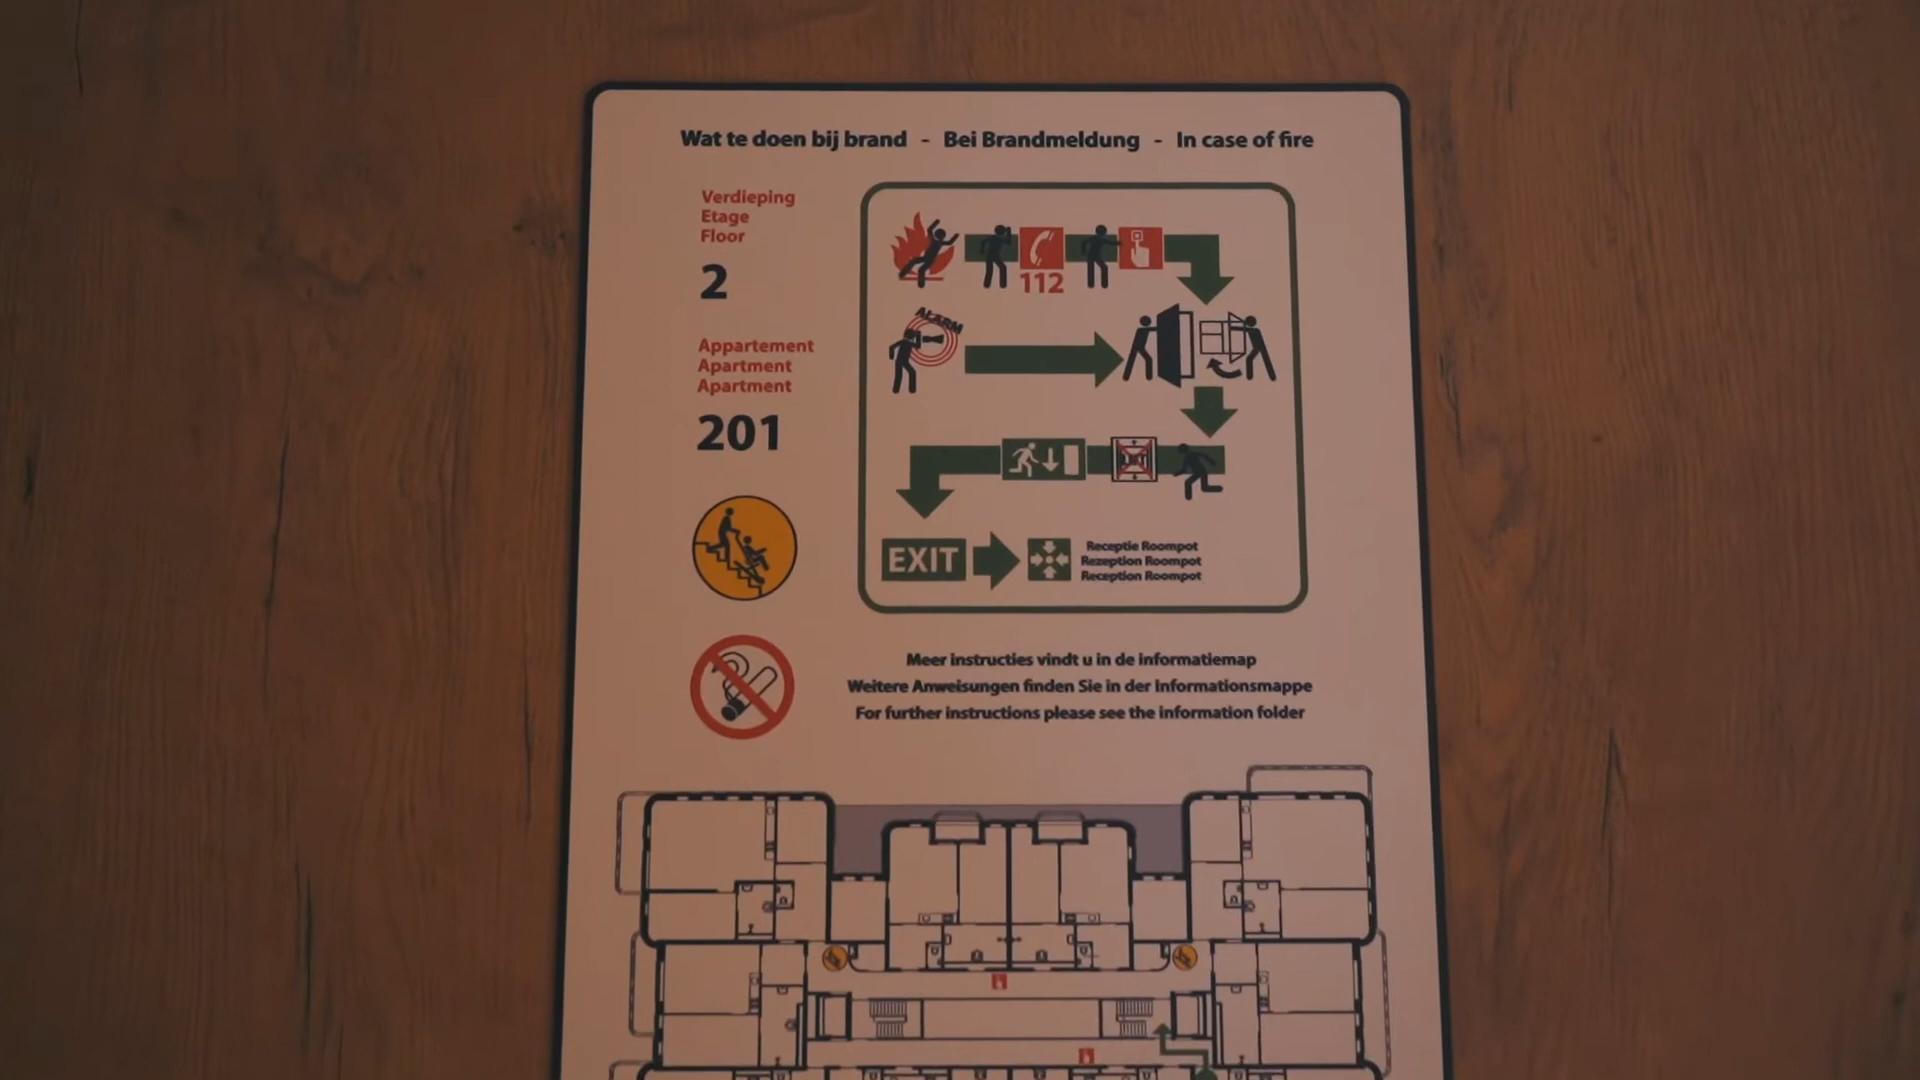 Wat te doen bij brand - Bei Brandmeldung - In case of fire
Verdieping
Etage
Floor
2
Appartement
Apartment
Apartment
201
112
ALARM
EXIT
Receptie Roompot
Rezeption Roompot
Reception Roompot
Meer instructies vindt u in de informatiemap
Weitere Anweisungen finden Sie in der Informationsmappe
For further instructions please see the information folder